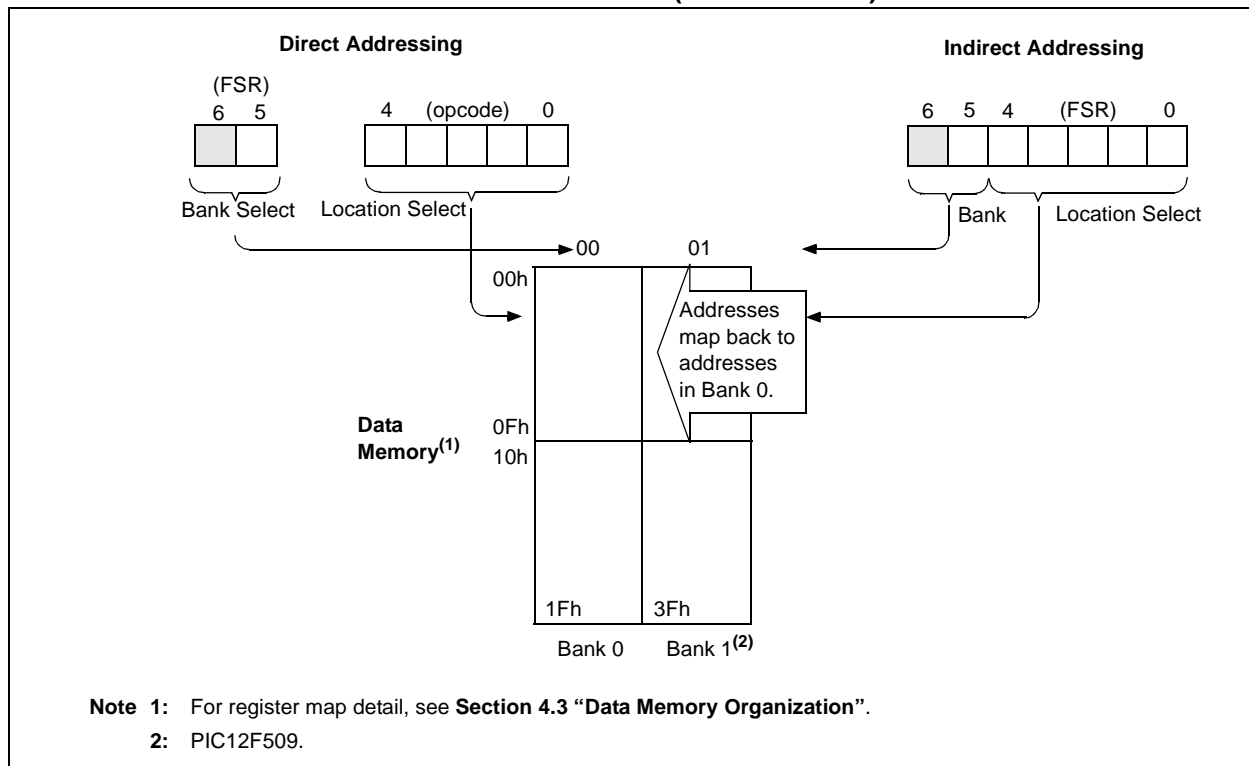 Direct Addressing
Indirect Addressing
(FSR)
6 5
4 (opcode) 0
6 5 4 (FSR) 0
Bank Select
Location Select
Bank
Location Select
00
01
00h
Addresses
map back to
addresses
in Bank 0.
Data
Memory(1)
0Fh
10h
1Fh
3Fh
Bank 0
Bank 1(2)
Note 1: For register map detail, see Section 4.3 “Data Memory Organization”.
2: PIC12F509.